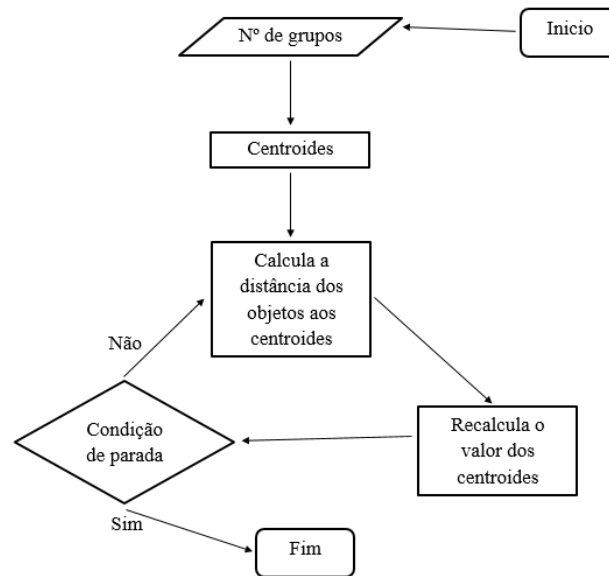 Inicio
Nº de grupos
Centroides
Calcula a
distância dos
objetos aos
centroides
Recalcula o
valor dos
centroides
Condição
de parada
Não
Sim
Fim